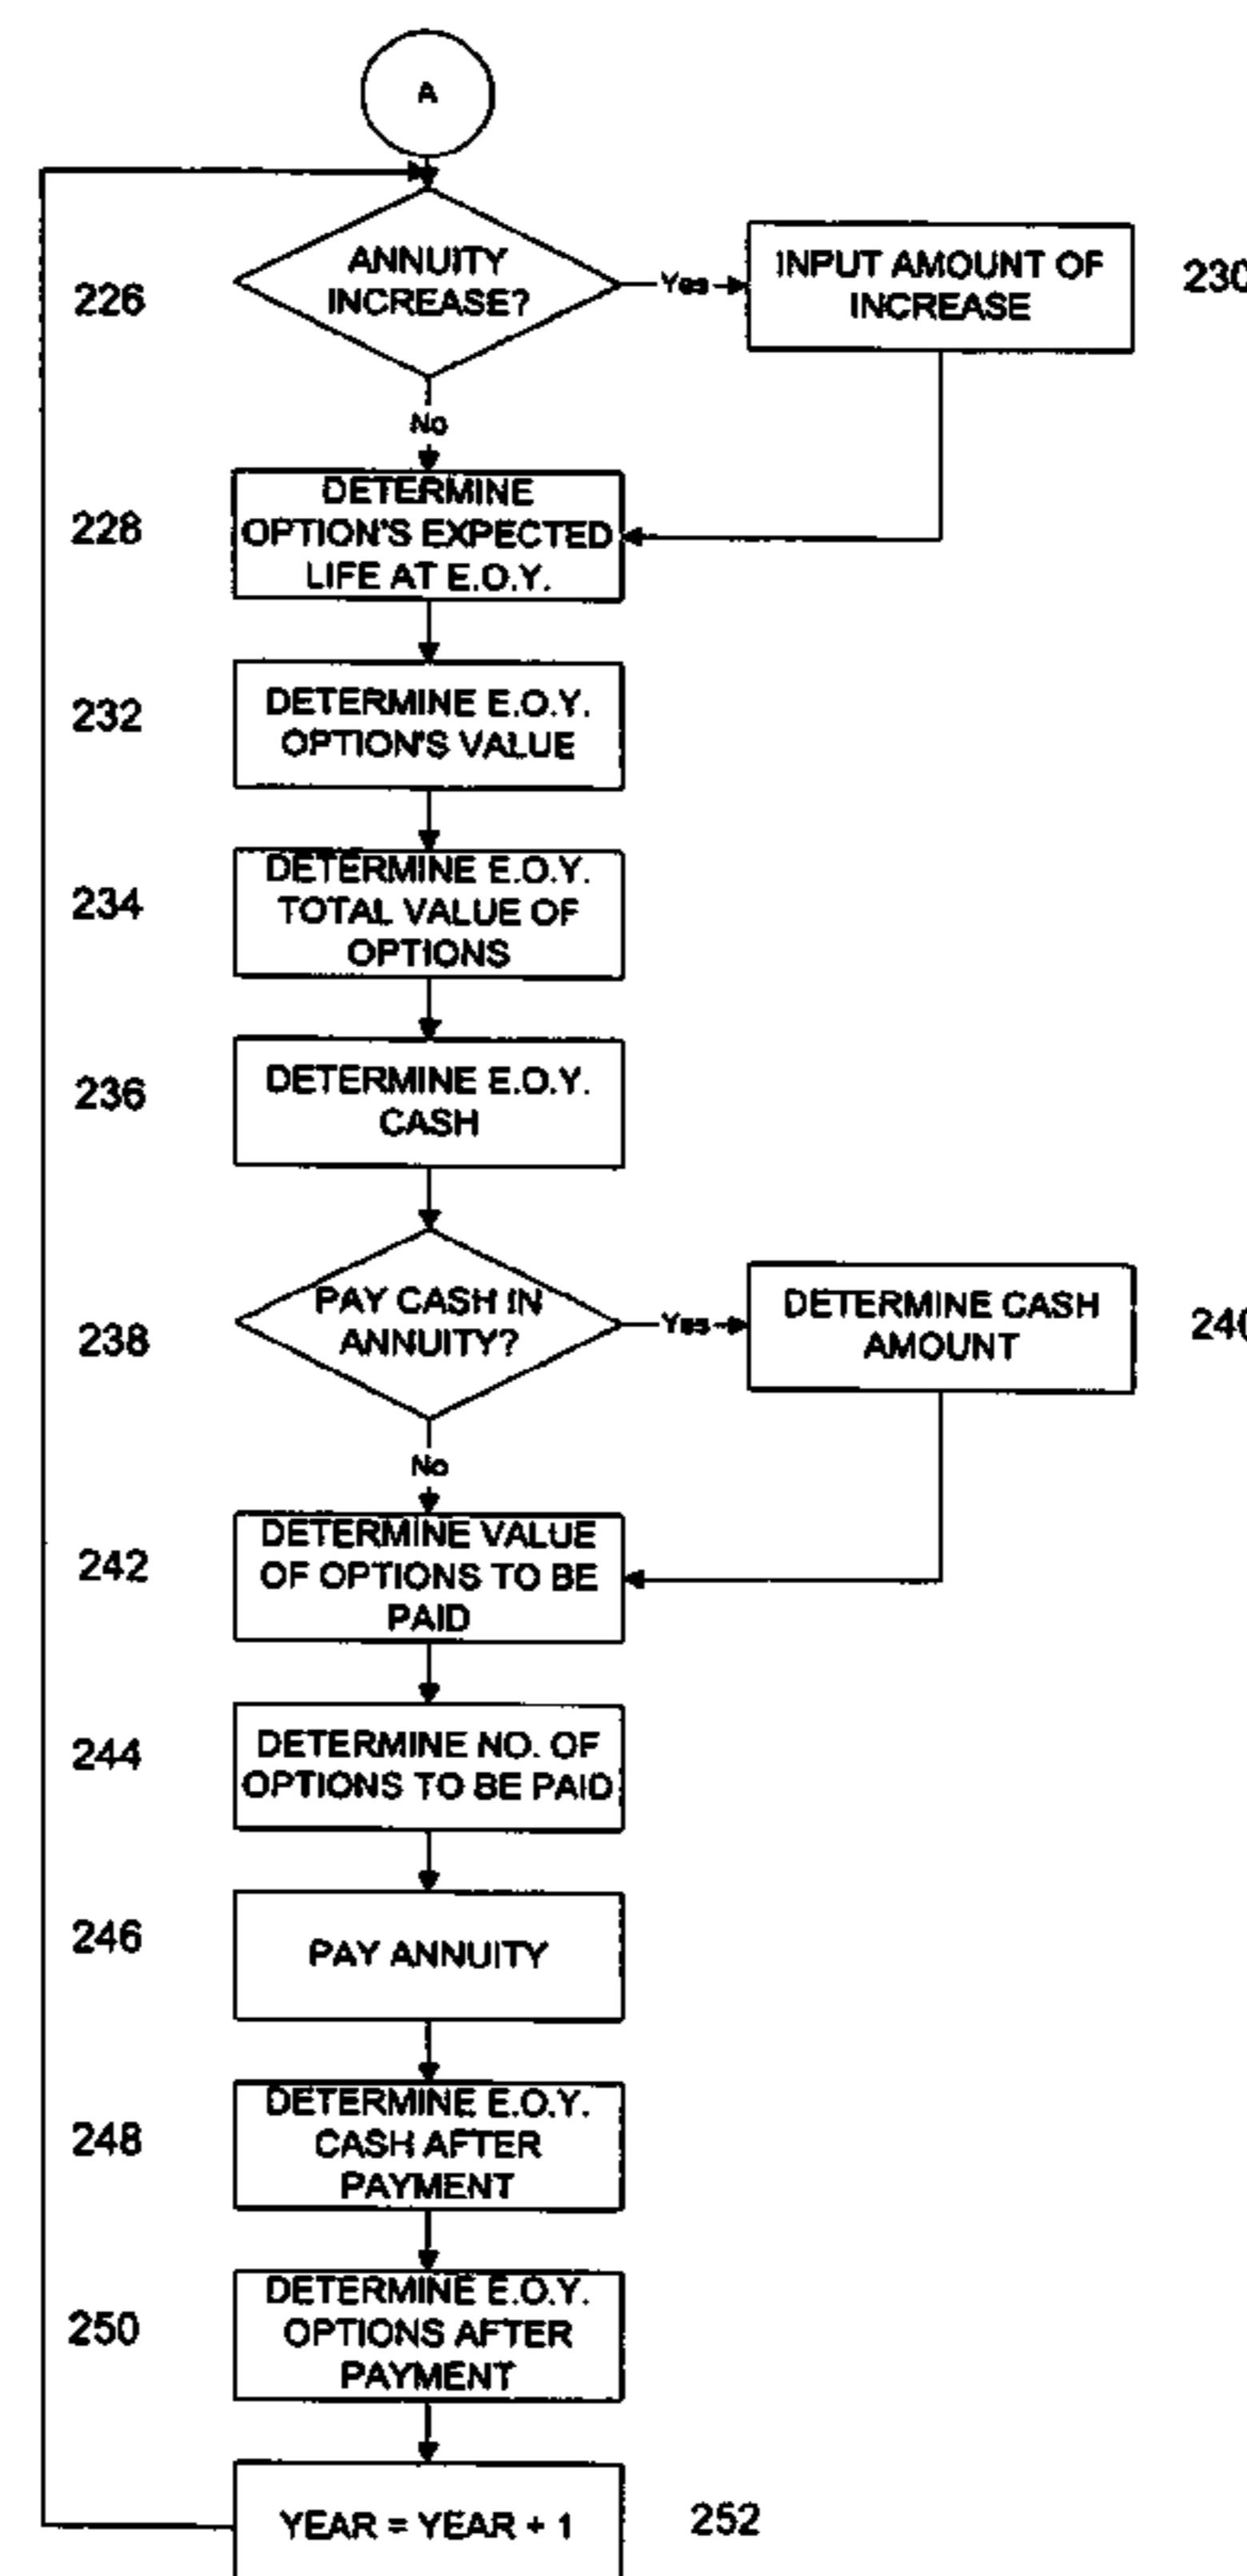 A
226
ANNUITY
INCREASE?
Yes
INPUT AMOUNT OF
INCREASE
230
No
228
DETERMINE
OPTION'S EXPECTED
LIFE AT E.O.Y.
232
DETERMINE E.O.Y.
OPTION'S VALUE
234
DETERMINE E.O.Y.
TOTAL VALUE OF
OPTIONS
236
DETERMINE E.O.Y.
CASH
238
PAY CASH IN
ANNUITY?
Yes
DETERMINE CASH
AMOUNT
240
No
242
DETERMINE VALUE
OF OPTIONS TO BE
PAID
244
DETERMINE NO. OF
OPTIONS TO BE PAID
246
PAY ANNUITY
248
DETERMINE E.O.Y.
CASH AFTER
PAYMENT
250
DETERMINE E.O.Y.
OPTIONS AFTER
PAYMENT
YEAR = YEAR + 1
252